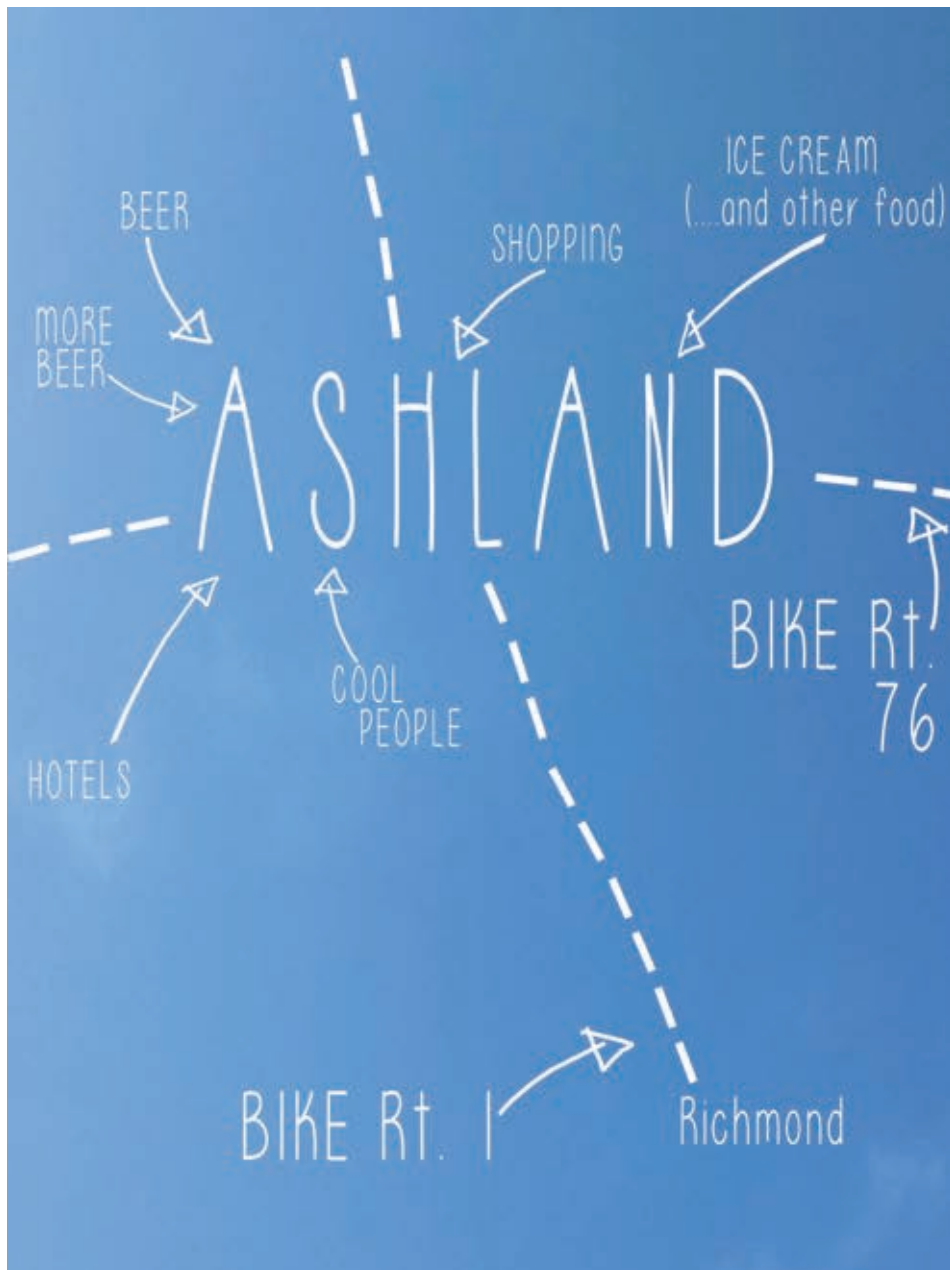 ICE CREAM
(....and other food)
BEER
SHOPPING
MORE
BEER
ASHLAND
BIKE Rt.
76
COOL
PEOPLE
HOTELS
BIKE Rt. 1
Richmond